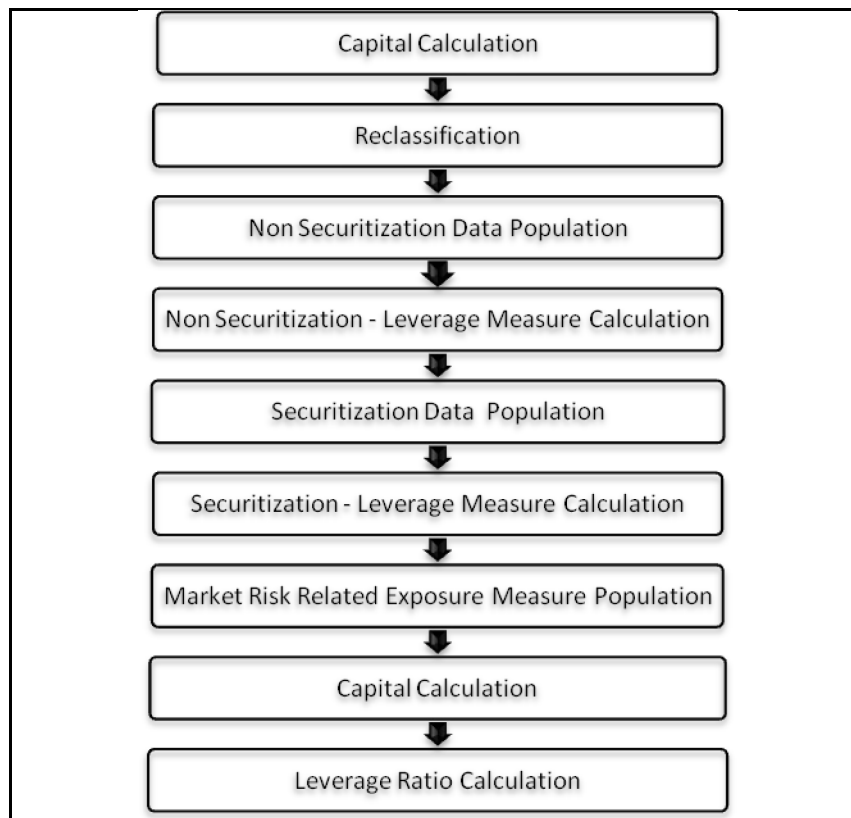 Capital Calculation
Reclassification
Non Securitization Data Population
Non Securitization - Leverage Measure Calculation
Securitization Data Population
Securitization - Leverage Measure Calculation
Market Risk Related Exposure Measure Population
Capital Calculation
Leverage Ratio Calculation